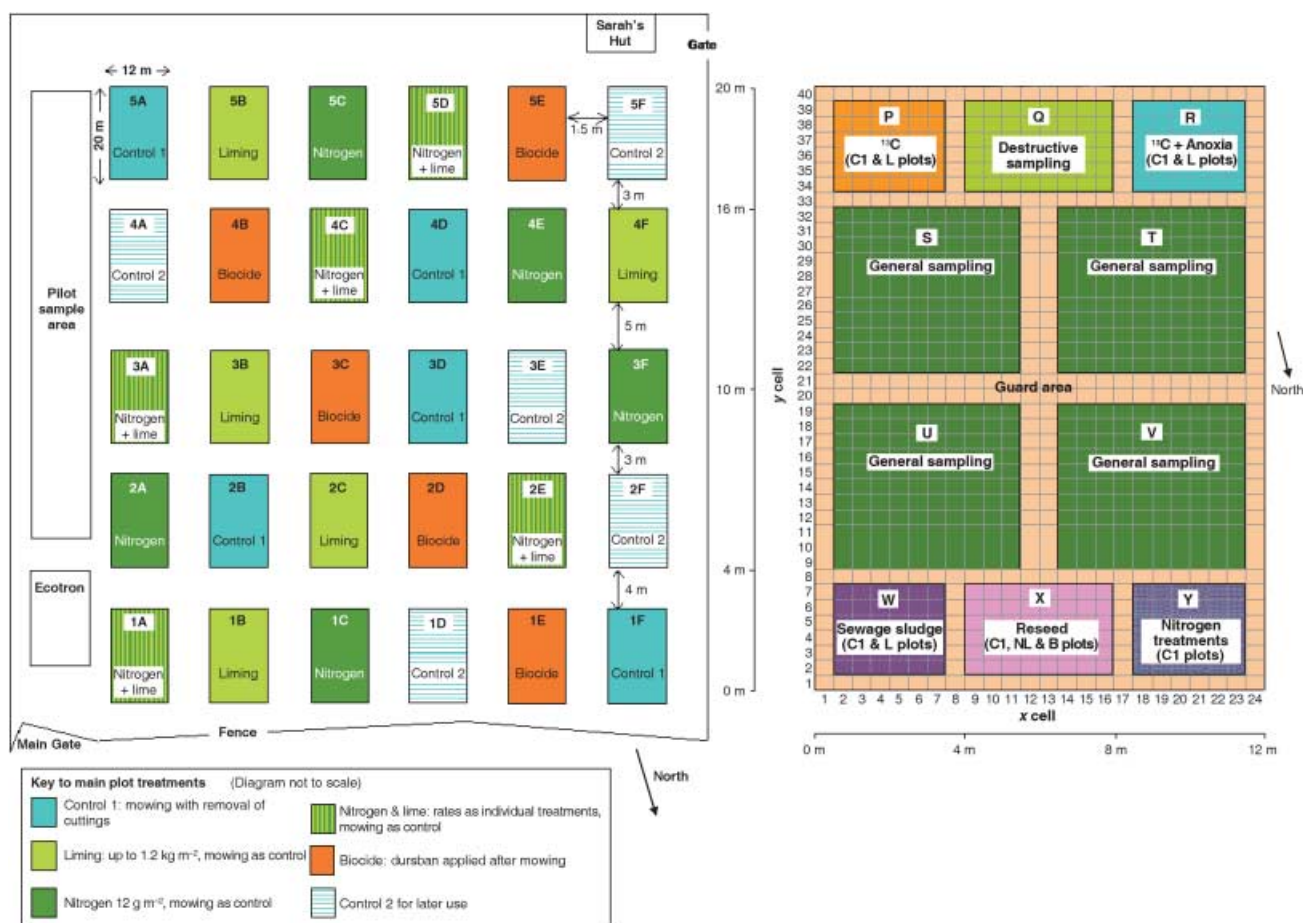 Sarah's
Hut
Gate
12 m
20 m
5A
Control 1
5B
Liming
5C
Nitrogen
5D
Nitrogen
+ lime
5E
Biocide
1.5 m
5F
Control 2
3 m
4A
Control 2
4B
Biocide
4C
Nitrogen
+ lime
4D
Control 1
4E
Nitrogen
4F
Liming
5 m
Pilot
sample
area
3A
Nitrogen
+ lime
3B
Liming
3C
Biocide
3D
Control 1
3E
Control 2
3F
Nitrogen
3 m
2A
Nitrogen
2B
Control 1
2C
Liming
2D
Biocide
2E
Nitrogen
+ lime
2F
Control 2
4 m
Ecotron
1A
Nitrogen
+ lime
1B
Liming
1C
Nitrogen
1D
Control 2
1E
Biocide
1F
Control 1
Main Gate
Fence
North
Key to main plot treatments (Diagram not to scale)
Control 1: mowing with removal of
cuttings
Liming: up to 1.2 kg m⁻², mowing as control
Nitrogen 12 g m⁻², mowing as control
Nitrogen & lime: rates as individual treatments,
mowing as control
Biocide: dursban applied after mowing
Control 2 for later use
20 m
16 m
10 m
4 m
0 m
y cell
40
39
38
37
36
35
34
33
32
31
30
29
28
27
26
25
24
23
22
21
20
19
18
17
16
15
14
13
12
11
10
9
8
7
6
5
4
3
2
1
P
¹³C
(C1 & L plots)
Q
Destructive
sampling
R
¹³C + Anoxia
(C1 & L plots)
S
General sampling
T
General sampling
Guard area
U
General sampling
V
General sampling
W
Sewage sludge
(C1 & L plots)
X
Reseed
(C1, NL & B plots)
Y
Nitrogen
treatments
(C1 plots)
1 2 3 4 5 6 7 8 9 10 11 12 13 14 15 16 17 18 19 20 21 22 23 24
x cell
0 m 4 m 8 m 12 m
North